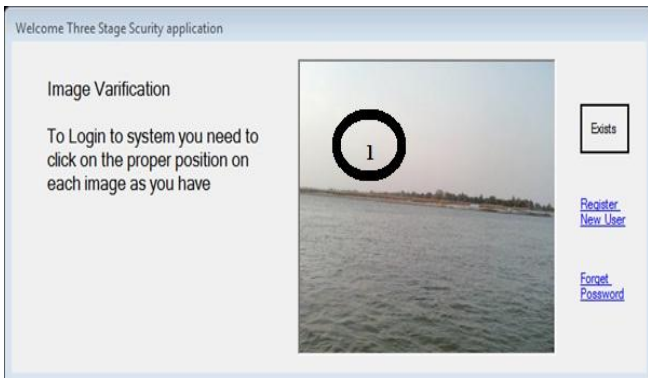 Welcome Three Stage Scurity application
Image Varification
To Login to system you need to
click on the proper position on
each image as you have
1
Exists
Register
New User
Forget
Possword